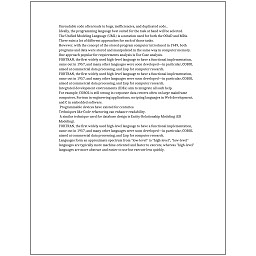 Unreadable code often leads to bugs, inefficiencies, and duplicated code..
Ideally, the programming language best suited for the task at hand will be selected.
The Unified Modeling Language (UML) is a notation used for both the OOAD and MDA.
There exist a lot of different approaches for each of those tasks.
However, with the concept of the stored-program computer introduced in 1949, both
programs and data were stored and manipulated in the same way in computer memory.
One approach popular for requirements analysis is Use Case analysis.
FORTRAN, the first widely used high-level language to have a functional implementation,
came out in 1957, and many other languages were soon developed—in particular, COBOL
aimed at commercial data processing, and Lisp for computer research.
FORTRAN, the first widely used high-level language to have a functional implementation,
came out in 1957, and many other languages were soon developed—in particular, COBOL
aimed at commercial data processing, and Lisp for computer research.
Integrated development environments (IDEs) aim to integrate all such help.
For example, COBOL is still strong in corporate data centers often on large mainframe
computers, Fortran in engineering applications, scripting languages in Web development,
and C in embedded software.
Programmable devices have existed for centuries.
Techniques like Code refactoring can enhance readability.
A similar technique used for database design is Entity-Relationship Modeling (ER
Modeling).
FORTRAN, the first widely used high-level language to have a functional implementation,
came out in 1957, and many other languages were soon developed—in particular, COBOL
aimed at commercial data processing, and Lisp for computer research.
Languages form an approximate spectrum from "low-level" to "high-level"; "low-level"
languages are typically more machine-oriented and faster to execute, whereas "high-level"
languages are more abstract and easier to use but execute less quickly.